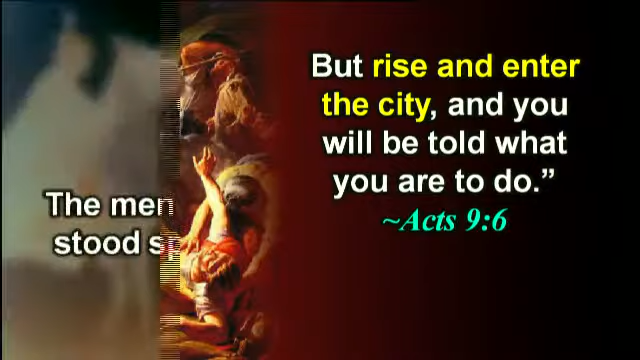 But rise and enter
the city, and you
will be told what
you are to do.”
~Acts 9:6
The men
stood